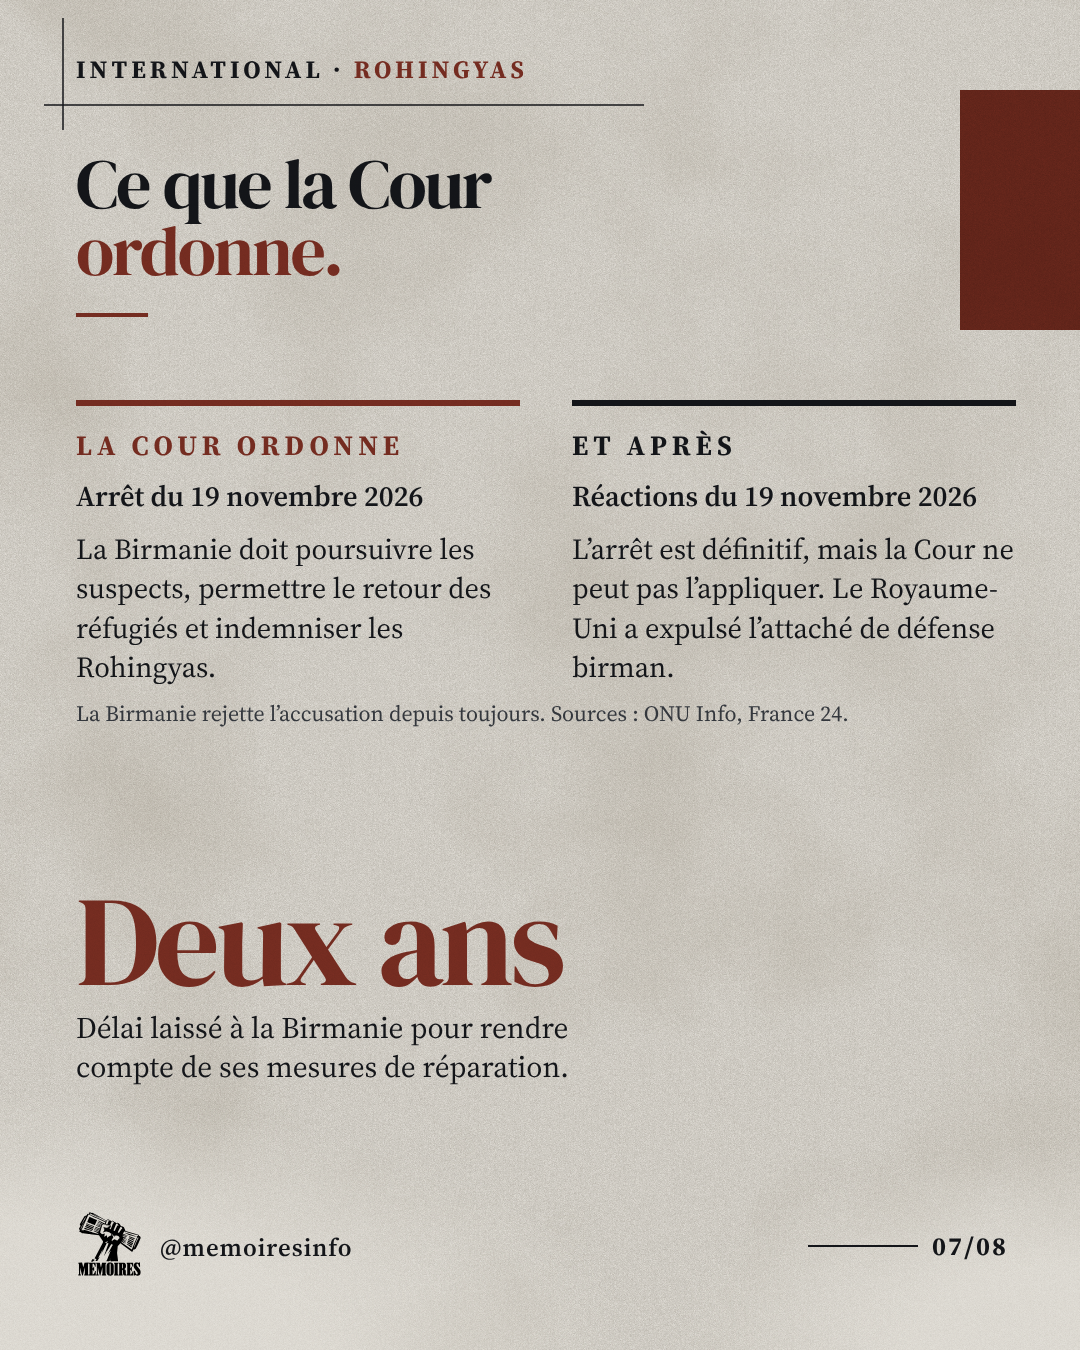 INTERNATIONAL · ROHINGYAS
Ce que la Cour
ordonne.
LA COUR ORDONNE
Arrêt du 19 novembre 2026
La Birmanie doit poursuivre les
suspects, permettre le retour des
réfugiés et indemniser les
Rohingyas.
ET APRÈS
Réactions du 19 novembre 2026
L’arrêt est définitif, mais la Cour ne
peut pas l’appliquer. Le Royaume-
Uni a expulsé l’attaché de défense
birman.
La Birmanie rejette l’accusation depuis toujours. Sources : ONU Info, France 24.
Deux ans
Délai laissé à la Birmanie pour rendre
compte de ses mesures de réparation.
MÉMOIRES
@memoiresinfo
07/08